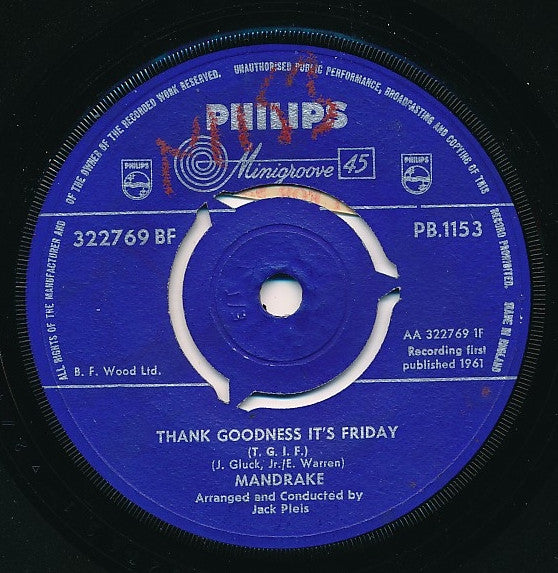 ALL RIGHTS OF THE MANUFACTURER AND OF THE OWNER OF THE RECORDED WORK RESERVED. UNAUTHORISED PUBLIC PERFORMANCE, BROADCASTING AND COPYING OF THIS RECORD PROHIBITED. MADE IN ENGLAND
PHILIPS
PHILIPS Minigroove 45 PHILIPS
322769 BF PB.1153
AA 322769 1F
Recording first
published 1961
B. F. Wood Ltd.
THANK GOODNESS IT'S FRIDAY
(T. G. I. F.)
(J. Gluck, Jr./E. Warren)
MANDRAKE
Arranged and Conducted by
Jack Pleis